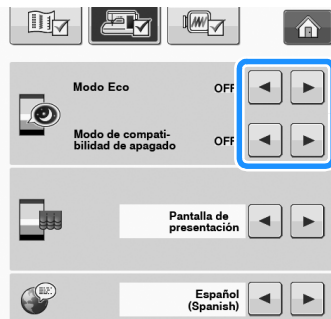 Modo Eco OFF
Modo de compati-
bilidad de apagado OFF
Pantalla de
presentación
Español
(Spanish)